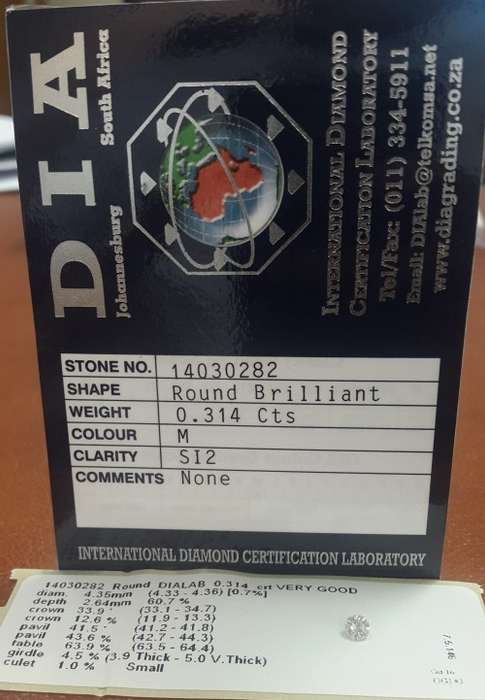 DIA
Johannesburg South Africa
INTERNATIONAL DIAMOND
CERTIFICATION LABORATORY
Tel/Fax: (011) 334-5911
Email: DIAlab@telkomsa.net
www.diagrading.co.za
STONE NO. 14030282
SHAPE Round Brilliant
WEIGHT 0.314 Cts
COLOUR M
CLARITY SI2
COMMENTS None
INTERNATIONAL DIAMOND CERTIFICATION LABORATORY
14030282 Round DIALAB 0.314 crt VERY GOOD
diam. 4.35mm (4.33 - 4.36) [0.7%]
depth 2.64mm 60.7 %
crown 33.9° (33.1 - 34.7)
crown 12.6 % (11.9 - 13.3)
pavil 41.5° (41.2 - 41.8)
pavil 43.6 % (42.7 - 44.3)
table 63.9 % (63.5 - 64.4)
girdle 4.5 % (3.9 Thick - 5.0 V.Thick)
culet 1.0 % Small